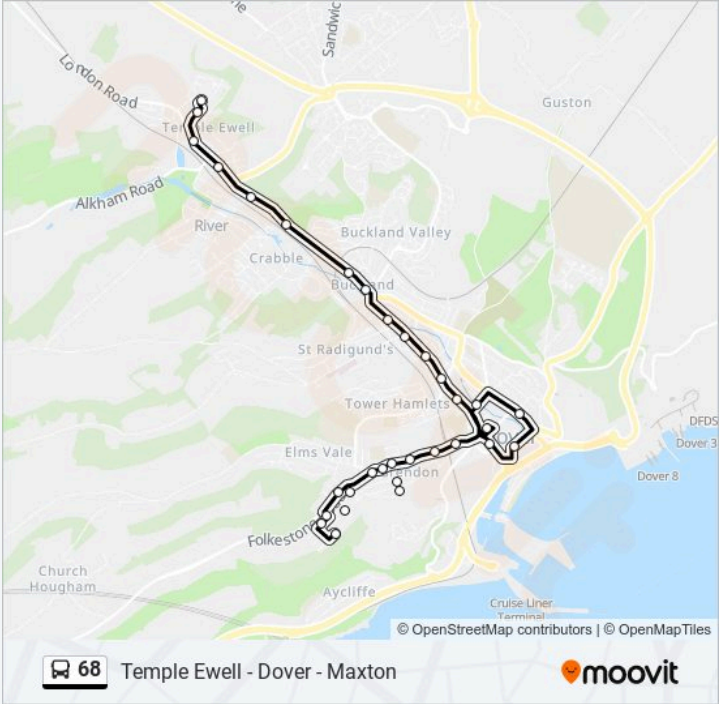 Sandwic
London Road
Guston
Temple Ewell
Alkham Road
River
Buckland Valley
Crabble
Buckland
St Radigund's
Tower Hamlets
DFDS
Dover 3
Elms Vale
Dover 8
Folkestone
Church
Hougham
Aycliffe
Cruise Liner
Terminal
© OpenStreetMap contributors | © OpenMapTiles
68 Temple Ewell - Dover - Maxton
moovit